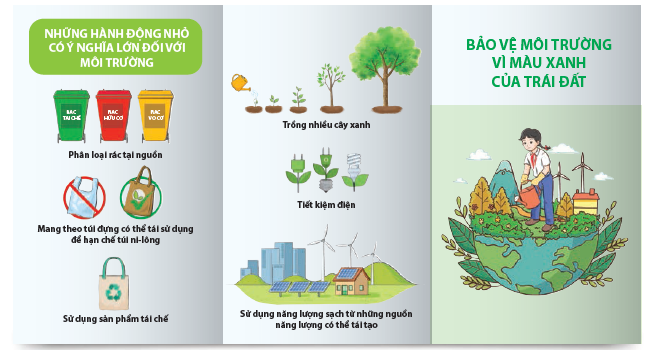 NHỮNG HÀNH ĐỘNG NHỎ
CÓ Ý NGHĨA LỚN ĐỐI VỚI
MÔI TRƯỜNG
RÁC
TÁI CHẾ
RÁC
HỮU CƠ
RÁC
VÔ CƠ
Phân loại rác tại nguồn
Mang theo túi đựng có thể tái sử dụng
để hạn chế túi ni-lông
Sử dụng sản phẩm tái chế
Trồng nhiều cây xanh
Tiết kiệm điện
Sử dụng năng lượng sạch từ những nguồn
năng lượng có thể tái tạo
BẢO VỆ MÔI TRƯỜNG
VÌ MÀU XANH
CỦA TRÁI ĐẤT